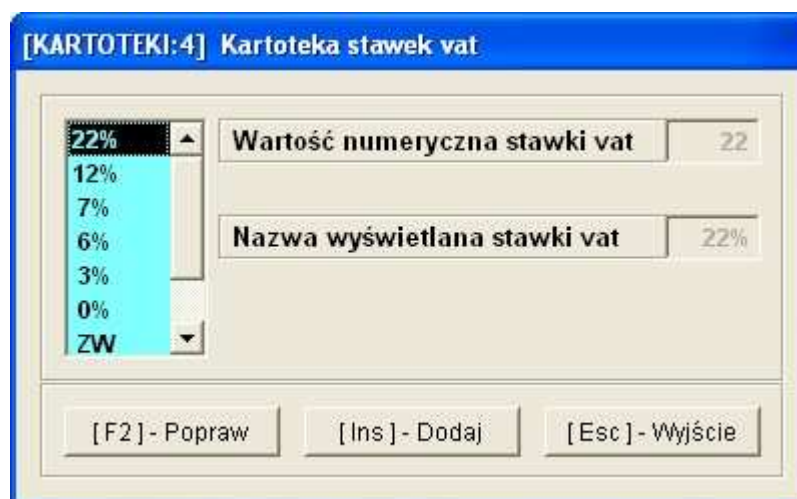 [KARTOTEKI:4] Kartoteka stawek vat
22%
12%
7%
6%
3%
0%
ZW
Wartość numeryczna stawki vat 22
Nazwa wyświetlana stawki vat 22%
[F2]- Popraw [Ins]- Dodaj [Esc]- Wyjście